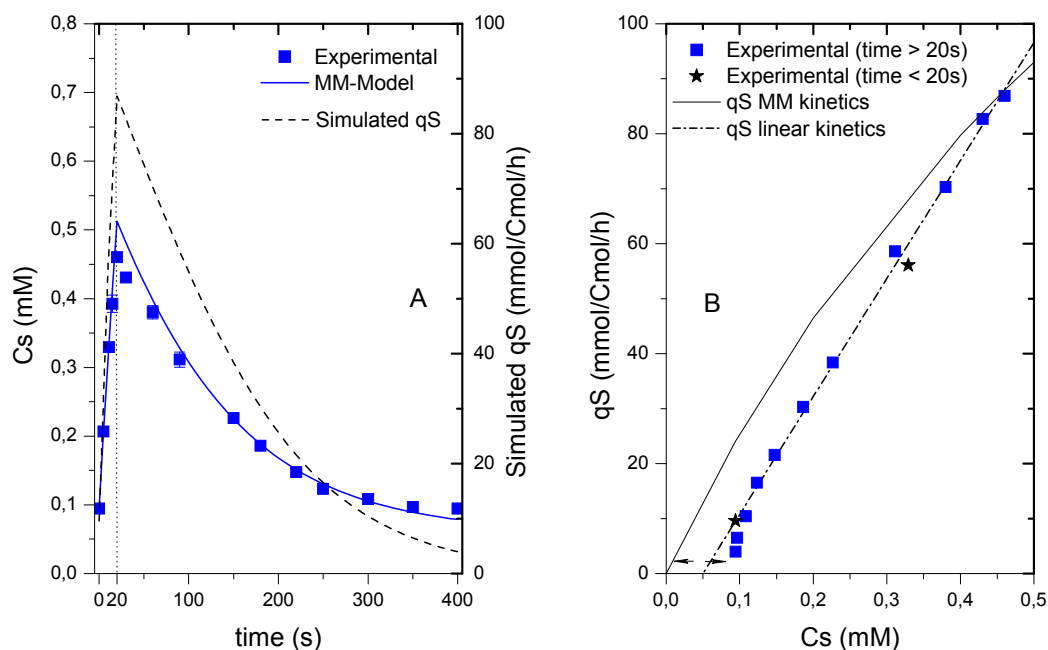 Experimental
MM-Model
Simulated qS
A
Cs (mM)
0,8
0,7
0,6
0,5
0,4
0,3
0,2
0,1
0,0
Simulated qS (mmol/Cmol/h)
100
80
60
40
20
0
0 20 100 200 300 400
time (s)
Experimental (time > 20s)
Experimental (time < 20s)
qS MM kinetics
qS linear kinetics
B
qS (mmol/Cmol/h)
100
80
60
40
20
0
0,0 0,1 0,2 0,3 0,4 0,5
Cs (mM)